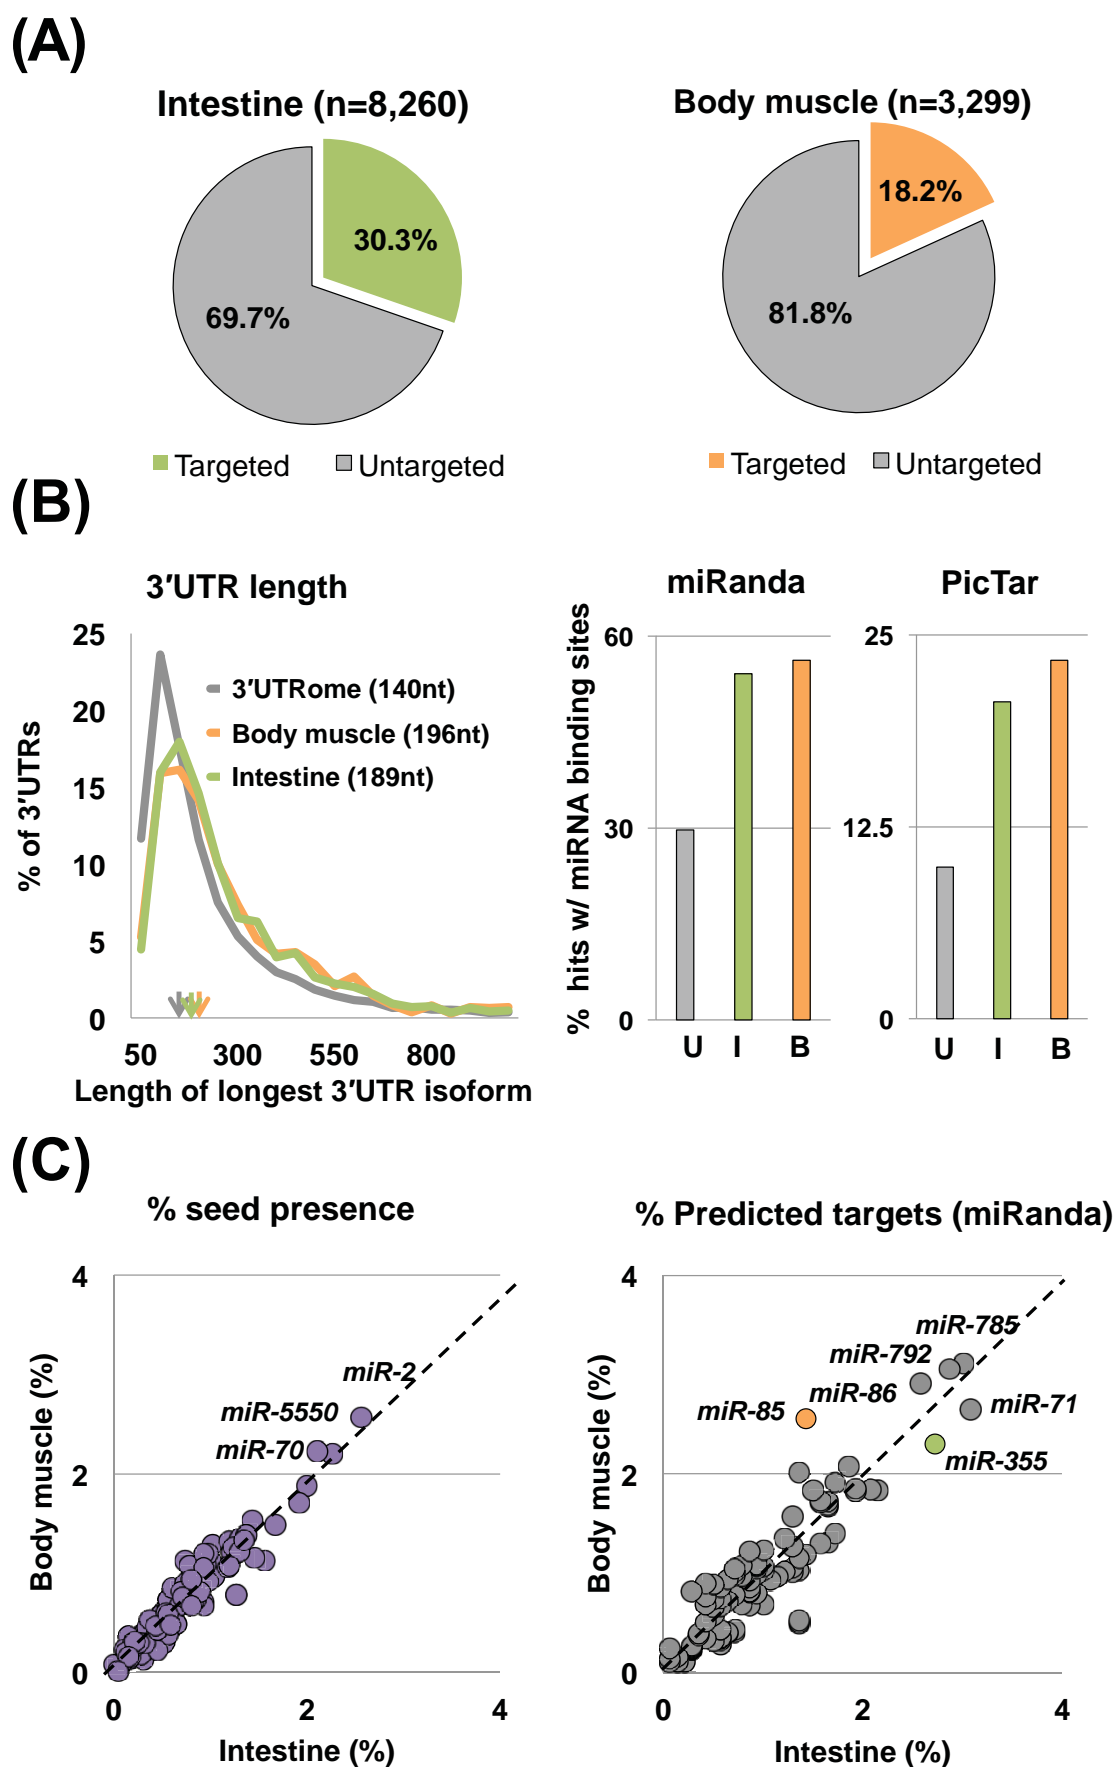 (A)
Intestine (n=8,260)
Body muscle (n=3,299)
30.3%
69.7%
18.2%
81.8%
Targeted
Untargeted
Targeted
Untargeted
(B)
3′UTR length
% of 3′UTRs
25
20
15
10
5
0
3′UTRome (140nt)
Body muscle (196nt)
Intestine (189nt)
50 300 550 800
Length of longest 3′UTR isoform
miRanda
% hits w/ miRNA binding sites
60
30
0
U I B
PicTar
25
12.5
0
U I B
(C)
% seed presence
Body muscle (%)
4
2
0
miR-2
miR-5550
miR-70
0 2 4
Intestine (%)
% Predicted targets (miRanda)
Body muscle (%)
4
2
0
miR-785
miR-792
miR-86
miR-85
miR-71
miR-355
0 2 4
Intestine (%)